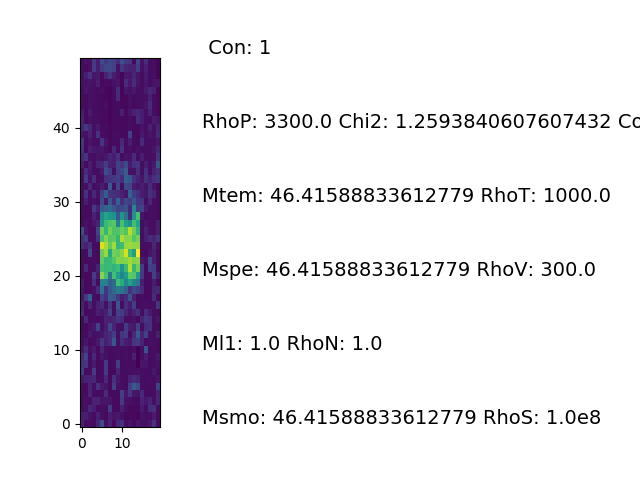 Con: 1
RhoP: 3300.0 Chi2: 1.2593840607607432 Co
Mtem: 46.41588833612779 RhoT: 1000.0
Mspe: 46.41588833612779 RhoV: 300.0
Ml1: 1.0 RhoN: 1.0
Msmo: 46.41588833612779 RhoS: 1.0e8
40
30
20
10
0
0 10